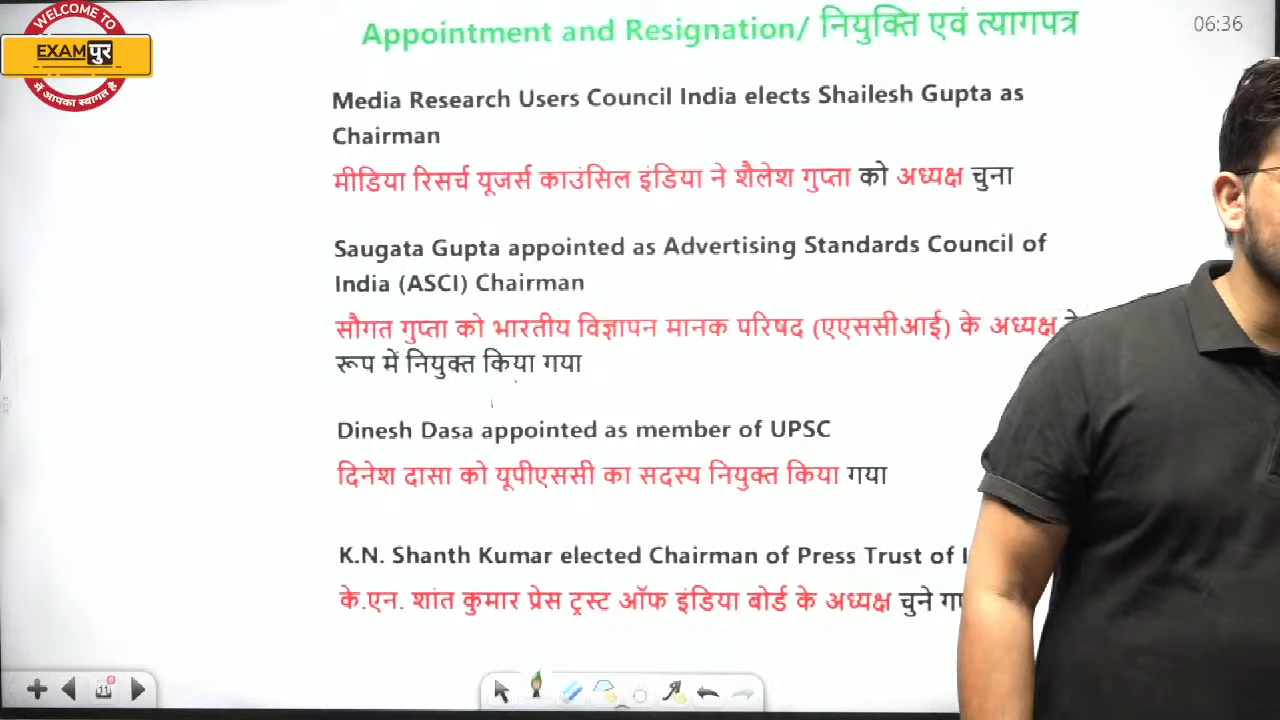 WELCOME TO
EXAMपुर
में आपका स्वागत है
Appointment and Resignation/ नियुक्ति एवं त्यागपत्र
06:36
Media Research Users Council India elects Shailesh Gupta as
Chairman
मीडिया रिसर्च यूजर्स काउंसिल इंडिया ने शैलेश गुप्ता को अध्यक्ष चुना
Saugata Gupta appointed as Advertising Standards Council of
India (ASCI) Chairman
सौगत गुप्ता को भारतीय विज्ञापन मानक परिषद (एएससीआई) के अध्यक्ष
रूप में नियुक्त किया गया
Dinesh Dasa appointed as member of UPSC
दिनेश दासा को यूपीएससी का सदस्य नियुक्त किया गया
K.N. Shanth Kumar elected Chairman of Press Trust of
के.एन. शांत कुमार प्रेस ट्रस्ट ऑफ इंडिया बोर्ड के अध्यक्ष चुने
11